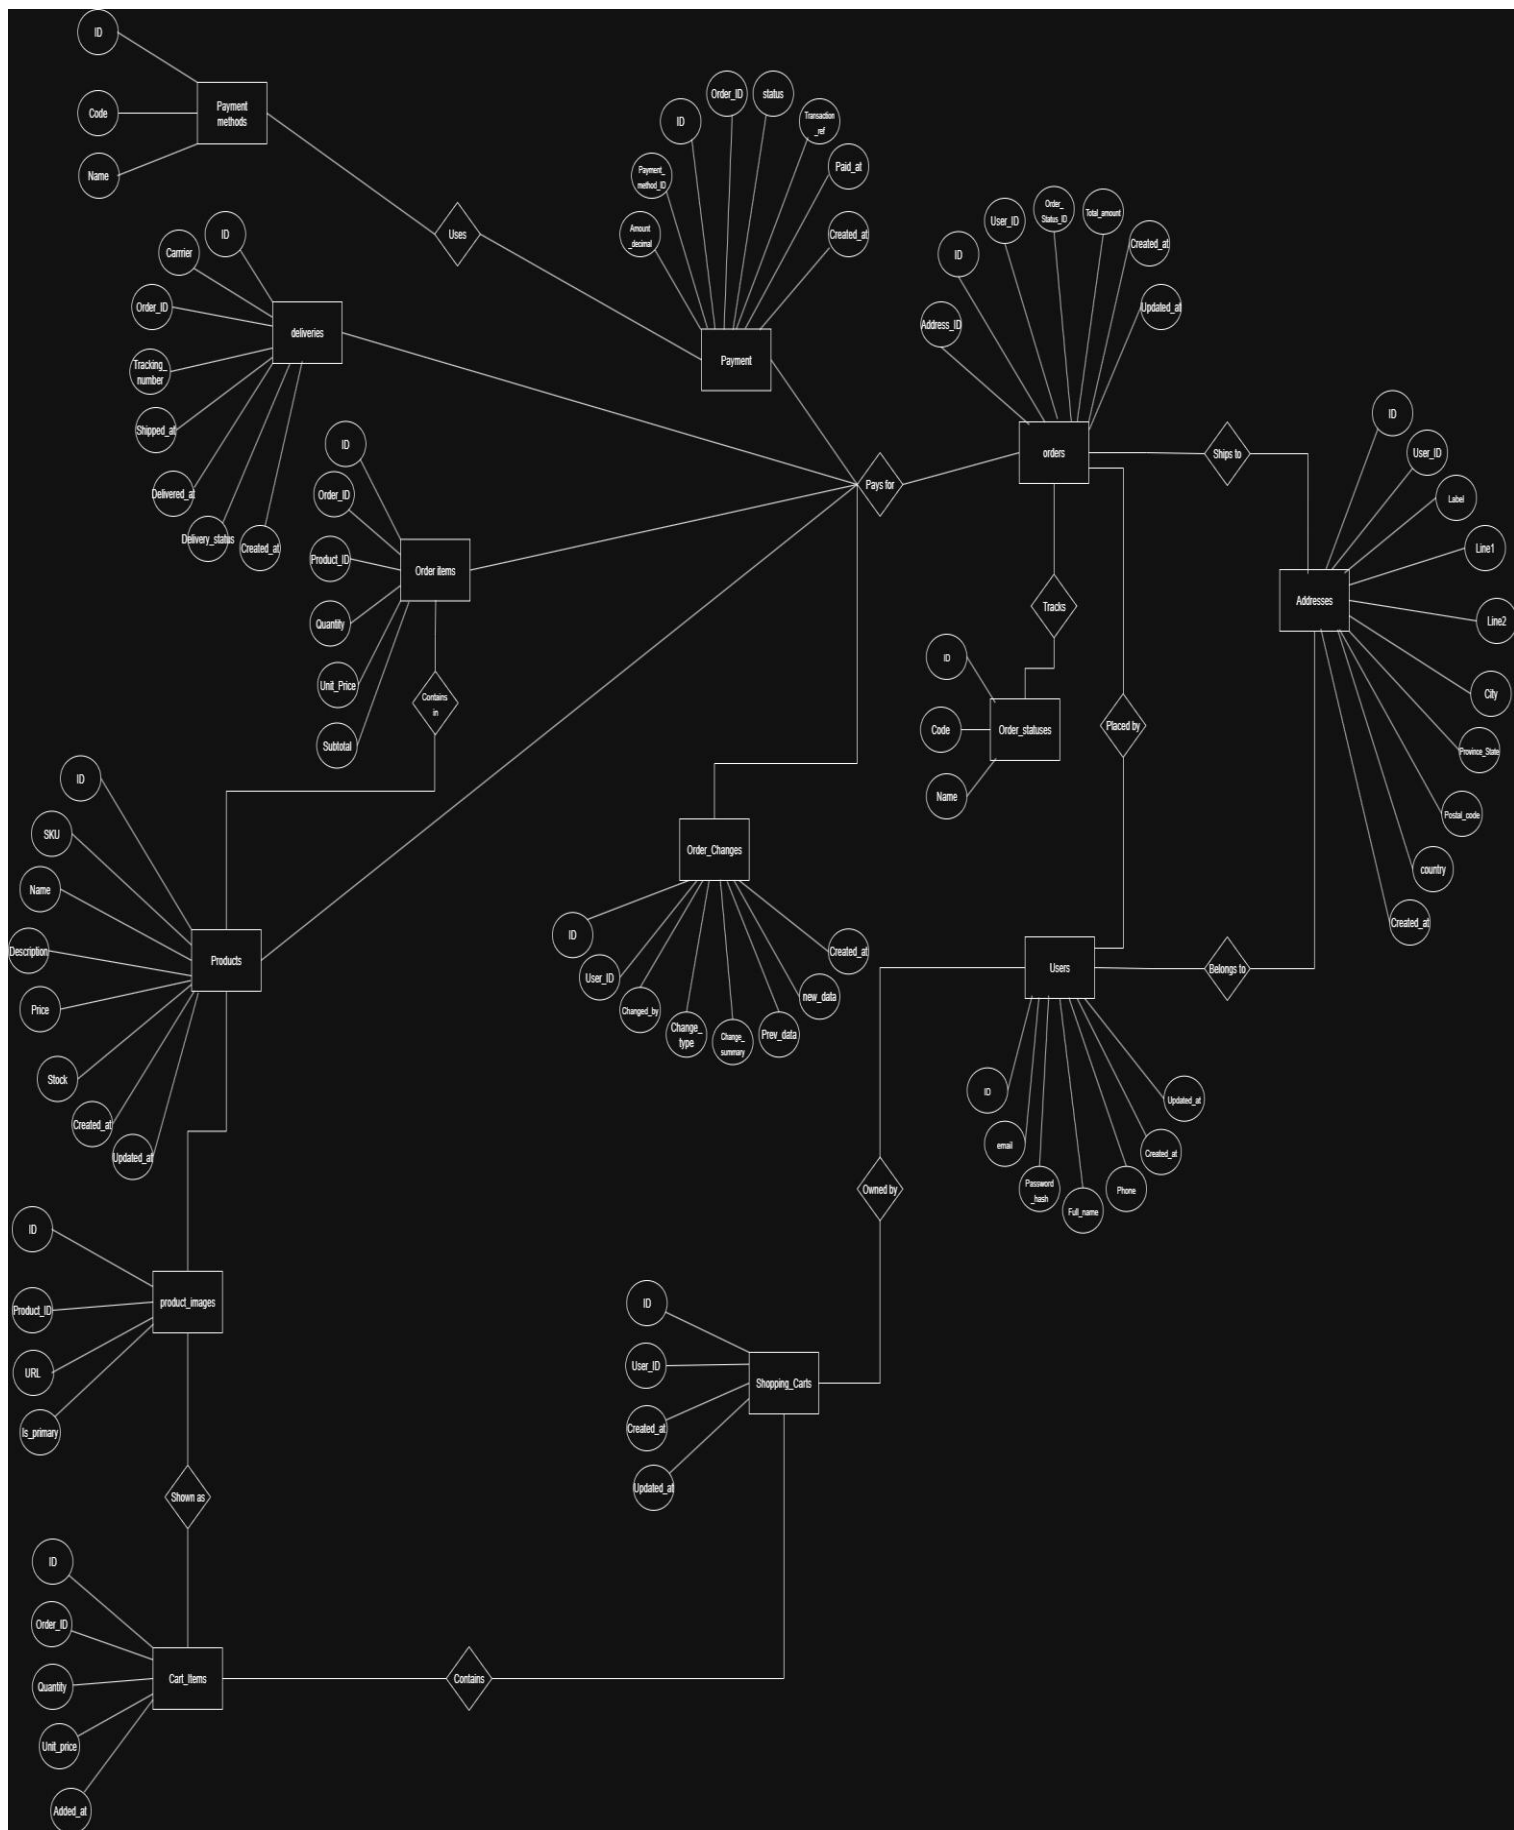 ID
Code
Name
Payment
methods
Uses
ID
Carrrier
Order_ID
Tracking_
number
Shipped_at
Delivered_at
Delivery_status
Created_at
deliveries
Amount
_decimal
Payment_
method_ID
ID
Order_ID
status
Transaction
_ref
Paid_at
Created_at
Payment
Address_ID
ID
User_ID
Order_
Status_ID
Total_amount
Created_at
Updated_at
orders
Pays for
Ships to
ID
User_ID
Label
Line1
Line2
City
Province_State
Postal_code
country
Created_at
Addresses
ID
Order_ID
Product_ID
Quantity
Unit_Price
Subtotal
Order items
Contains
in
Tracks
ID
Code
Name
Order_statuses
Placed by
ID
SKU
Name
Description
Price
Stock
Created_at
Updated_at
Products
Order_Changes
ID
User_ID
Changed_by
Change_
type
Change_
summary
Prev_data
new_data
Created_at
Users
Belongs to
ID
email
Password
_hash
Full_name
Phone
Created_at
Updated_at
Owned by
ID
Product_ID
URL
Is_primary
product_images
Shown as
ID
User_ID
Created_at
Updated_at
Shopping_Carts
ID
Order_ID
Quantity
Unit_price
Added_at
Cart_Items
Contains